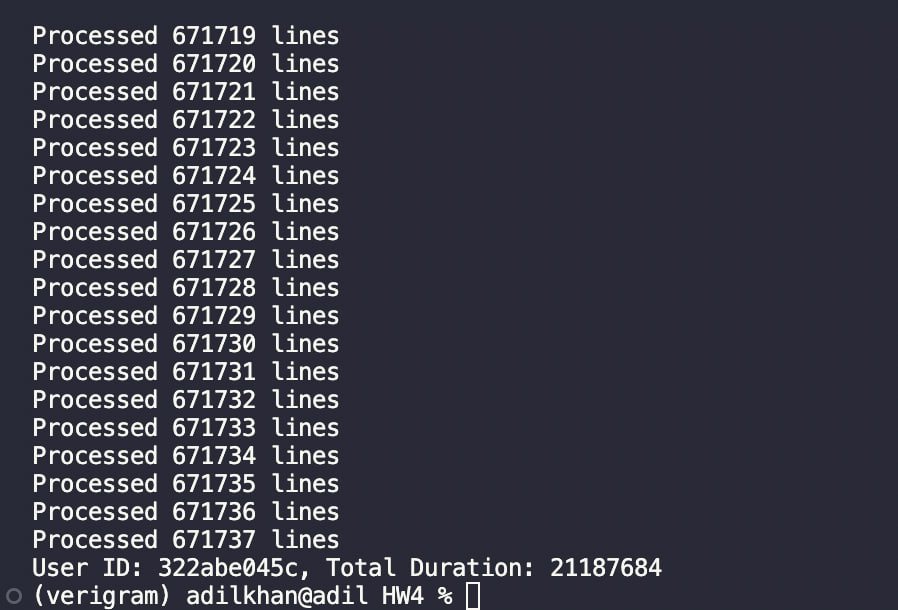 Processed 671719 lines
Processed 671720 lines
Processed 671721 lines
Processed 671722 lines
Processed 671723 lines
Processed 671724 lines
Processed 671725 lines
Processed 671726 lines
Processed 671727 lines
Processed 671728 lines
Processed 671729 lines
Processed 671730 lines
Processed 671731 lines
Processed 671732 lines
Processed 671733 lines
Processed 671734 lines
Processed 671735 lines
Processed 671736 lines
Processed 671737 lines
User ID: 322abe045c, Total Duration: 21187684
(verigram) adilkhan@adil HW4 %